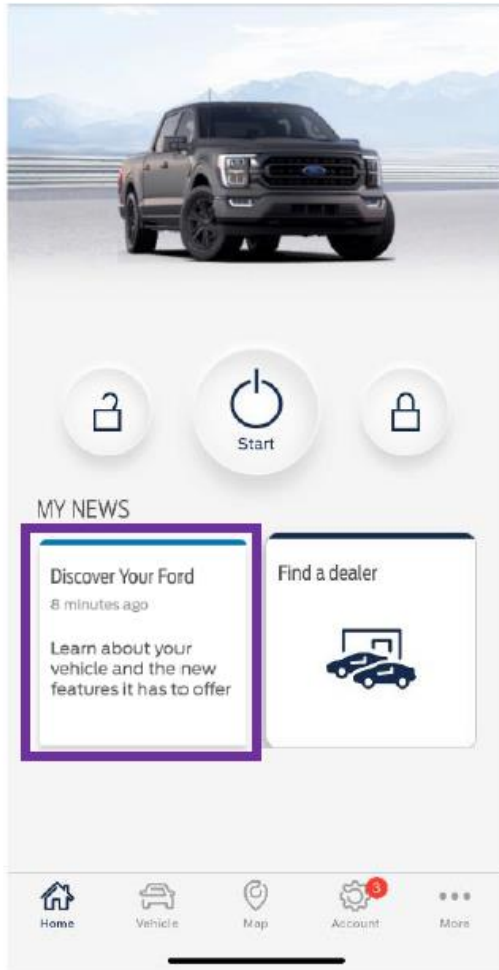 Start
MY NEWS
Discover Your Ford
8 minutes ago
Learn about your
vehicle and the new
features it has to offer
Find a dealer
3
Home
Vehicle
Map
Account
More